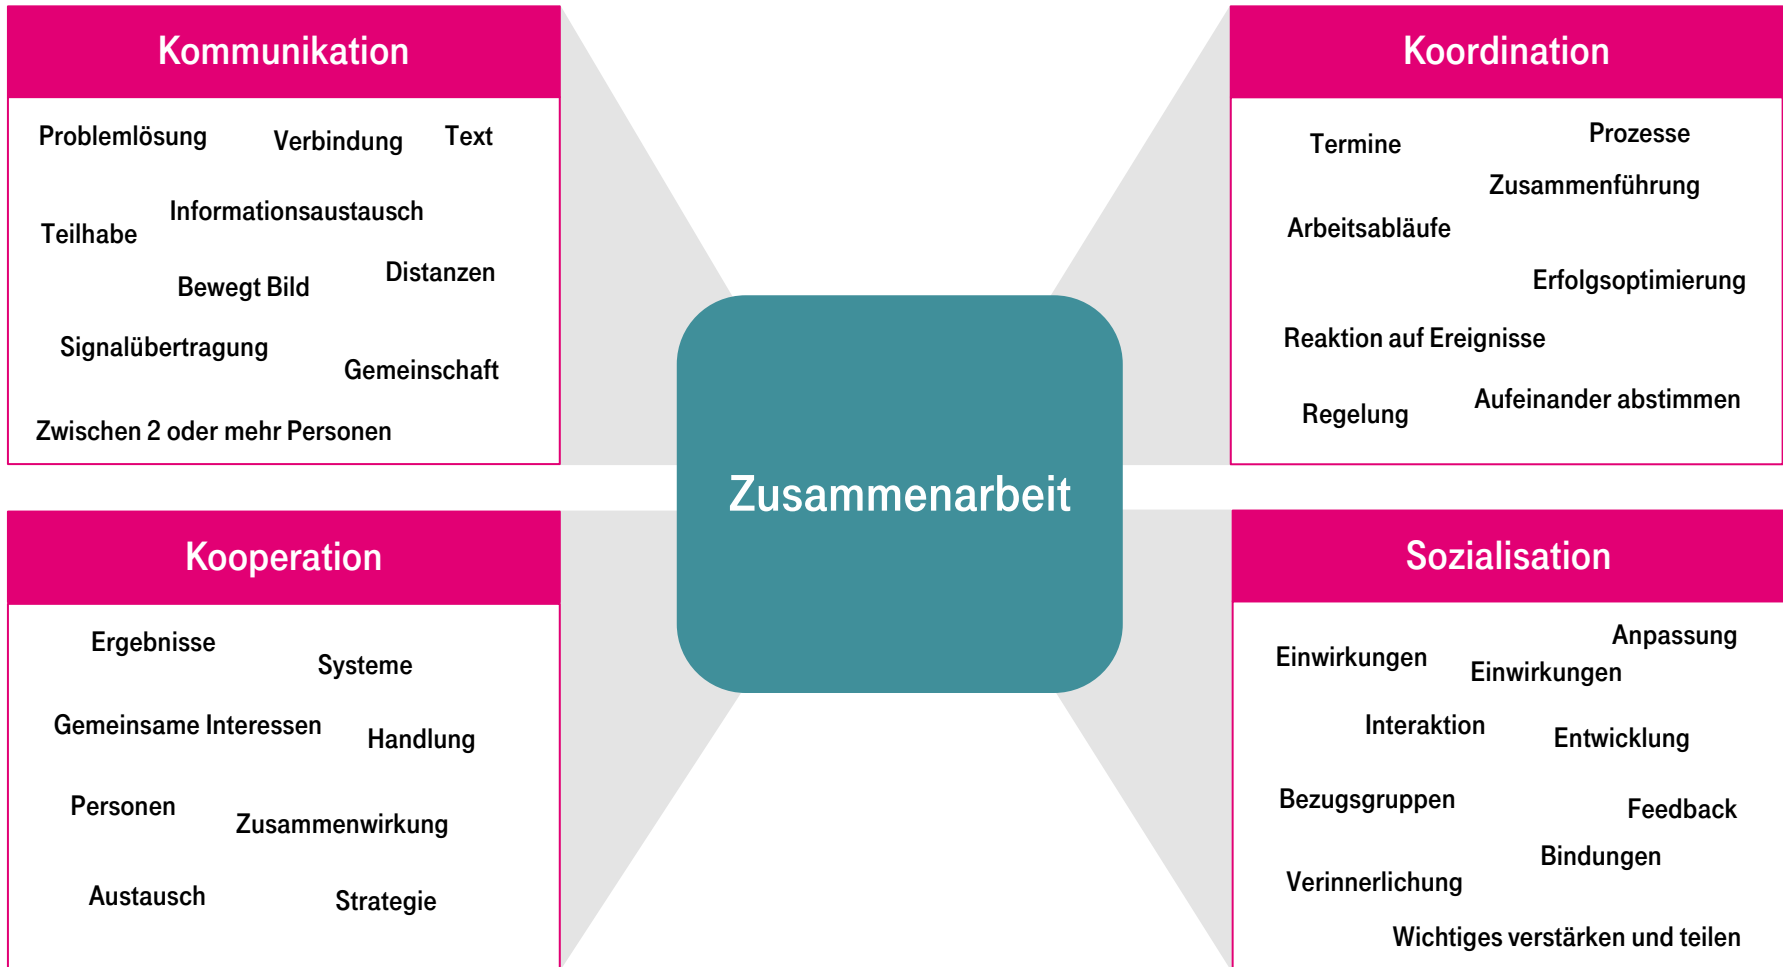 Kommunikation
Problemlösung
Verbindung
Text
Informationsaustausch
Teilhabe
Bewegt Bild
Distanzen
Signalübertragung
Gemeinschaft
Zwischen 2 oder mehr Personen
Koordination
Termine
Prozesse
Zusammenführung
Arbeitsabläufe
Erfolgsoptimierung
Reaktion auf Ereignisse
Regelung
Aufeinander abstimmen
Zusammenarbeit
Kooperation
Ergebnisse
Systeme
Gemeinsame Interessen
Handlung
Personen
Zusammenwirkung
Austausch
Strategie
Sozialisation
Anpassung
Einwirkungen
Einwirkungen
Interaktion
Entwicklung
Bezugsgruppen
Feedback
Bindungen
Verinnerlichung
Wichtiges verstärken und teilen